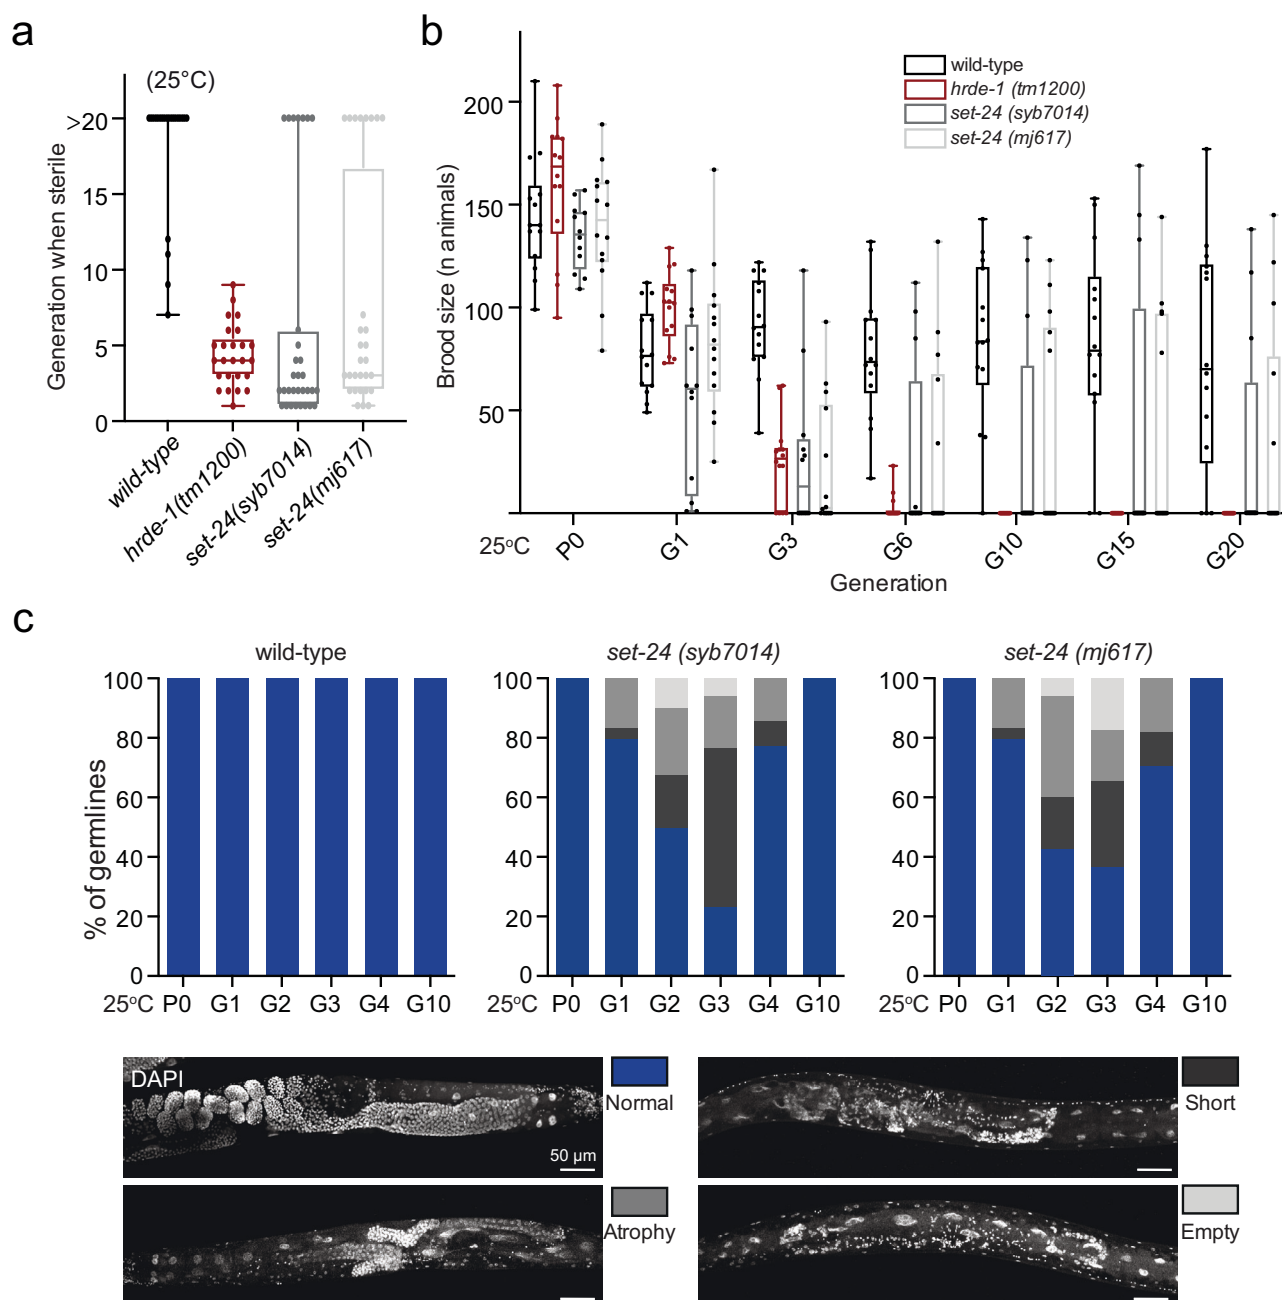 a
(25°C)
Generation when sterile
>20
15
10
5
0
wild-type
hrde-1(tm1200)
set-24(syb7014)
set-24(mj617)
b
Brood size (n animals)
200
150
100
50
wild-type
hrde-1 (tm1200)
set-24 (syb7014)
set-24 (mj617)
25°C
P0
G1
G3
G6
G10
G15
G20
Generation
c
wild-type
set-24 (syb7014)
set-24 (mj617)
% of germlines
100
80
60
40
20
0
25°C P0 G1 G2 G3 G4 G10
100
80
60
40
20
0
25°C P0 G1 G2 G3 G4 G10
100
80
60
40
20
0
25°C P0 G1 G2 G3 G4 G10
DAPI
50 µm
Normal
Short
Atrophy
Empty